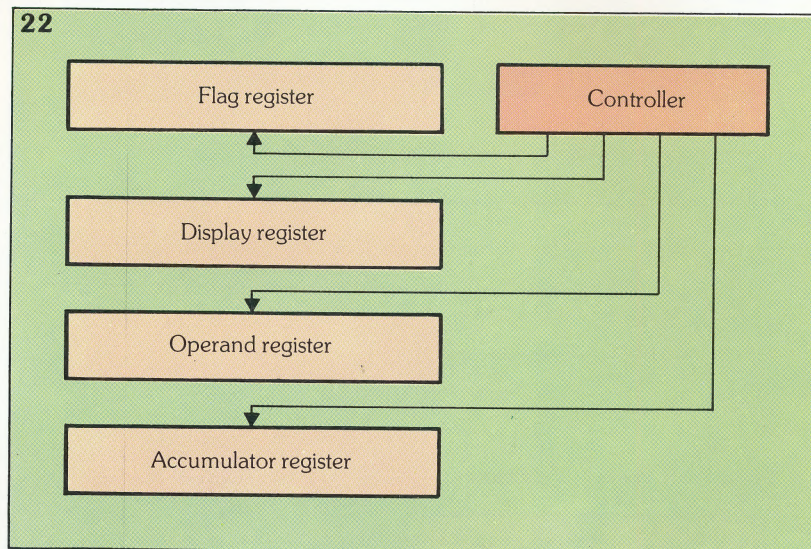 22
Flag register
Controller
Display register
Operand register
Accumulator register